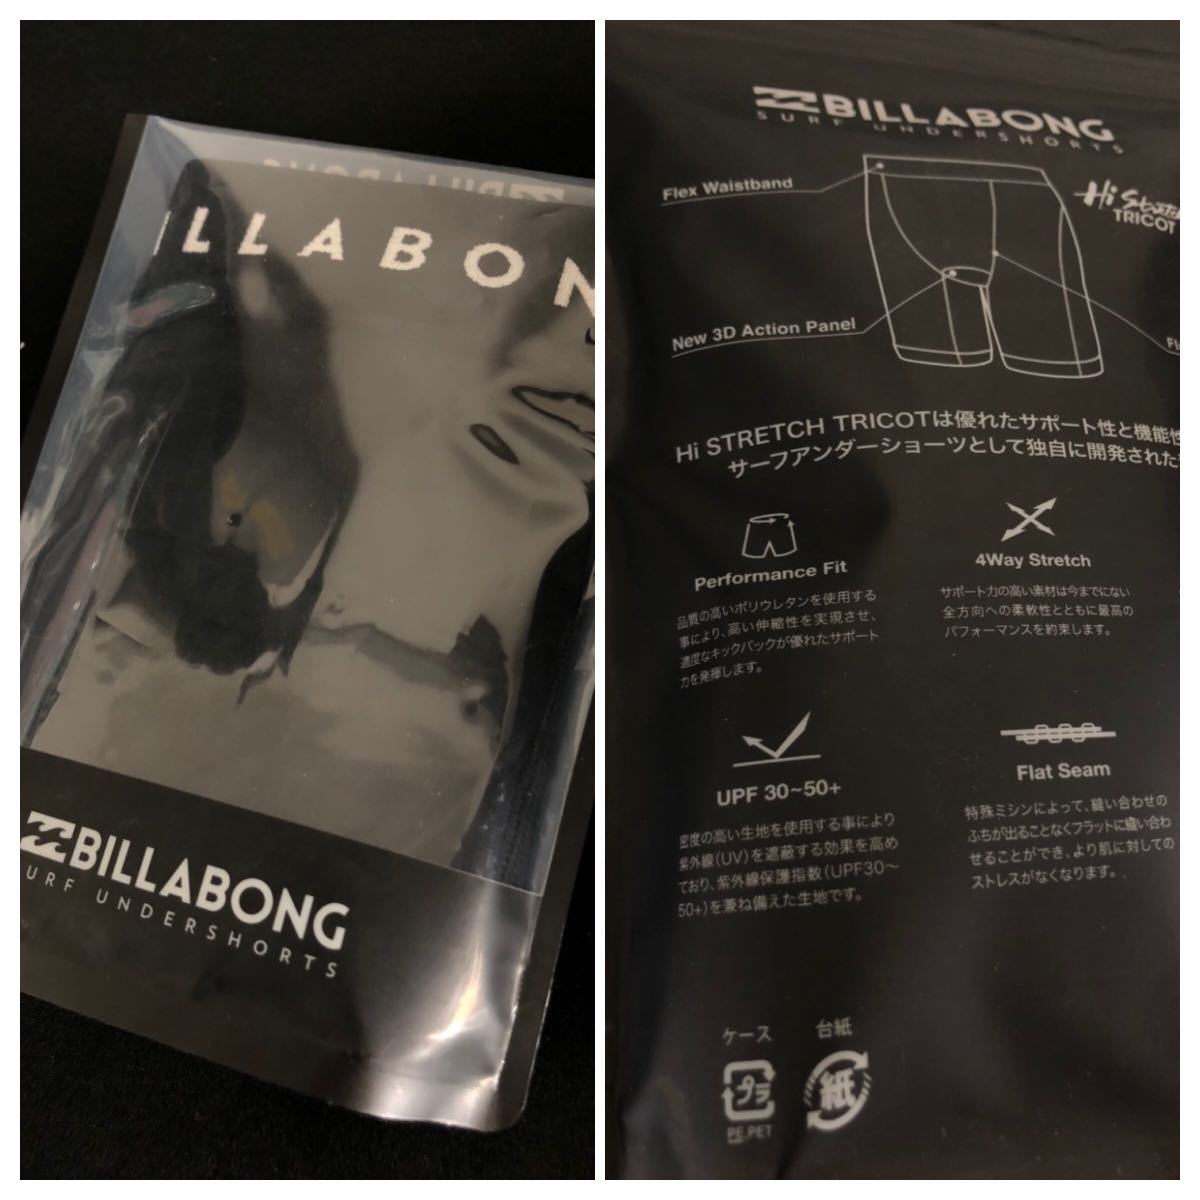 BILLABONG
ILLABON
BILLABONG
URF UNDERSHORTS
BILLABONG
SURF UNDERSHORTS
Flex Waistband
Hi Stretch
TRICOT
New 3D Action Panel
Hi STRETCH TRICOTは優れたサポート性と機能性
サーフアンダーショーツとして独自に開発された
Performance Fit
品質の高いポリウレタンを使用する
事により、高い伸縮性を実現させ、
適度なキックバックが優れたサポート
力を発揮します。
4Way Stretch
サポート力の高い素材は今までにない
全方向への柔軟性とともに最高の
パフォーマンスを約束します。
UPF 30~50+
密度の高い生地を使用する事により
紫外線(UV)を遮蔽する効果を高め
ており、紫外線保護指数(UPF30〜
50+)を兼ね備えた生地です。
Flat Seam
特殊ミシンによって、縫い合わせの
ふちが出ることなくフラットに縫い合わ
せることができ、より肌に対しての
ストレスがなくなります。
ケース
プラ
PE,PET
台紙
紙